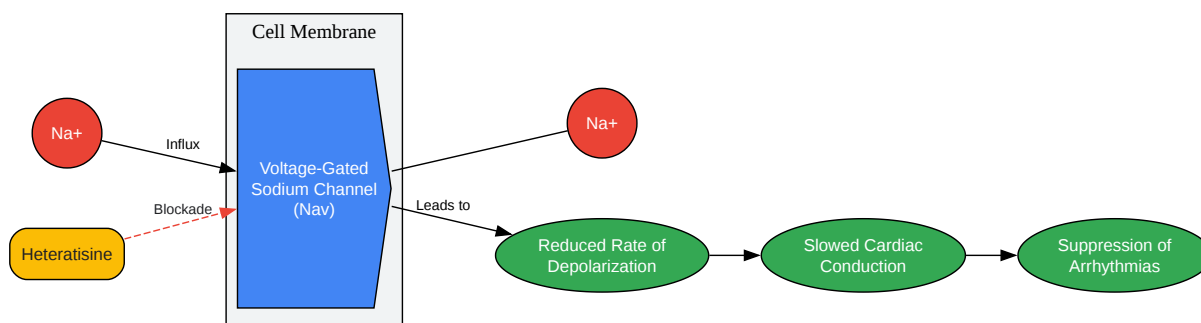 Cell Membrane
Na+
Influx
Voltage-Gated
Sodium Channel
(Nav)
Na+
Heteratisine
Blockade
Leads to
Reduced Rate of
Depolarization
Slowed Cardiac
Conduction
Suppression of
Arrhythmias